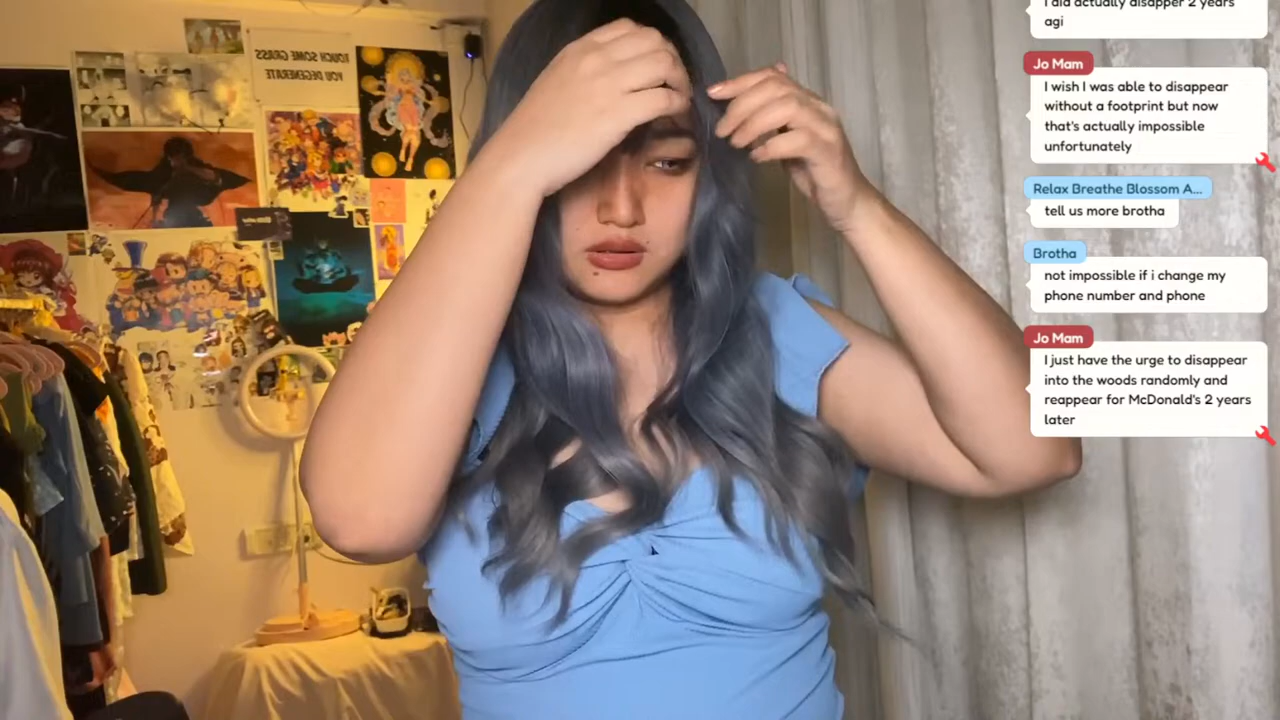 TOUCH SOME GRASS
YOU DEGENERATE
I did actually disapper 2 years
agi
Jo Mam
I wish I was able to disappear
without a footprint but now
that's actually impossible
unfortunately
Relax Breathe Blossom A...
tell us more brotha
Brotha
not impossible if i change my
phone number and phone
Jo Mam
I just have the urge to disappear
into the woods randomly and
reappear for McDonald's 2 years
later